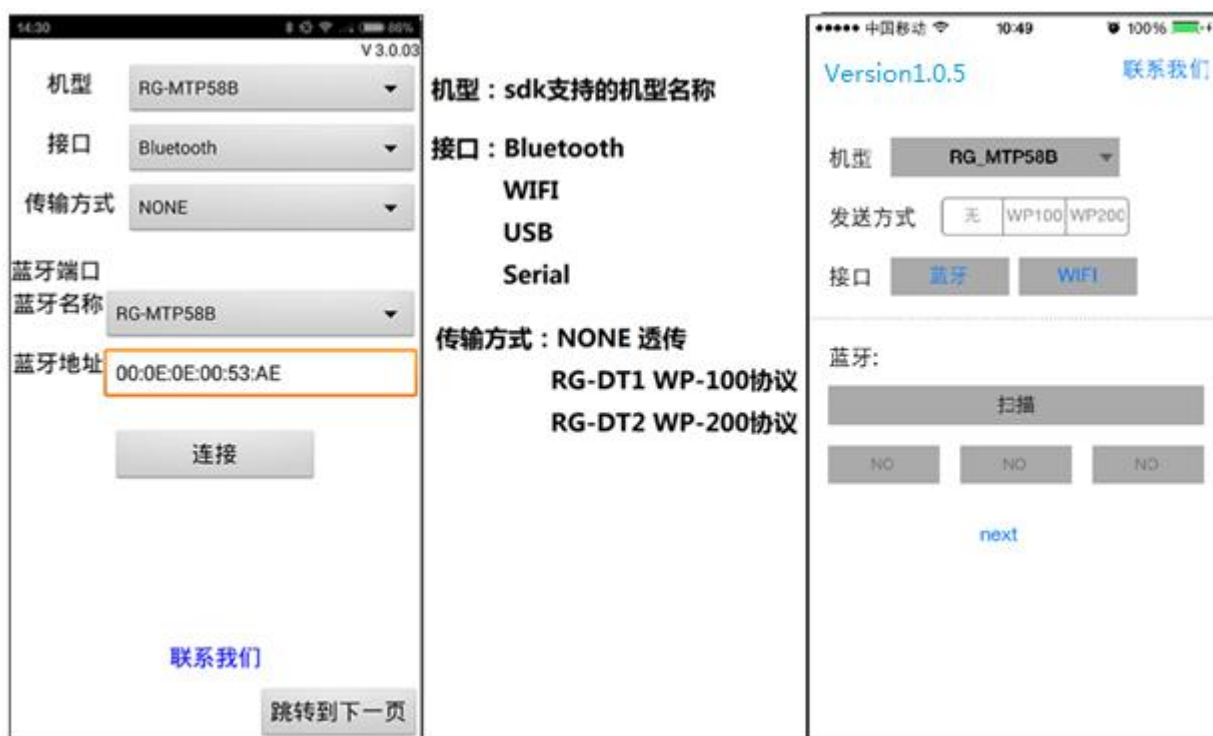 14:30 86%
V 3.0.03
机型 RG-MTP58B
接口 Bluetooth
传输方式 NONE
蓝牙端口
蓝牙名称 RG-MTP58B
蓝牙地址 00:0E:0E:00:53:AE
连接
联系我们
跳转到下一页
机型：sdk支持的机型名称
接口：Bluetooth
WIFI
USB
Serial
传输方式：NONE 透传
RG-DT1 WP-100协议
RG-DT2 WP-200协议
中国移动 10:49 100%
Version1.0.5 联系我们
机型 RG_MTP58B
发送方式 无 WP100 WP200
接口 蓝牙 WIFI
蓝牙:
扫描
NO NO NO
next